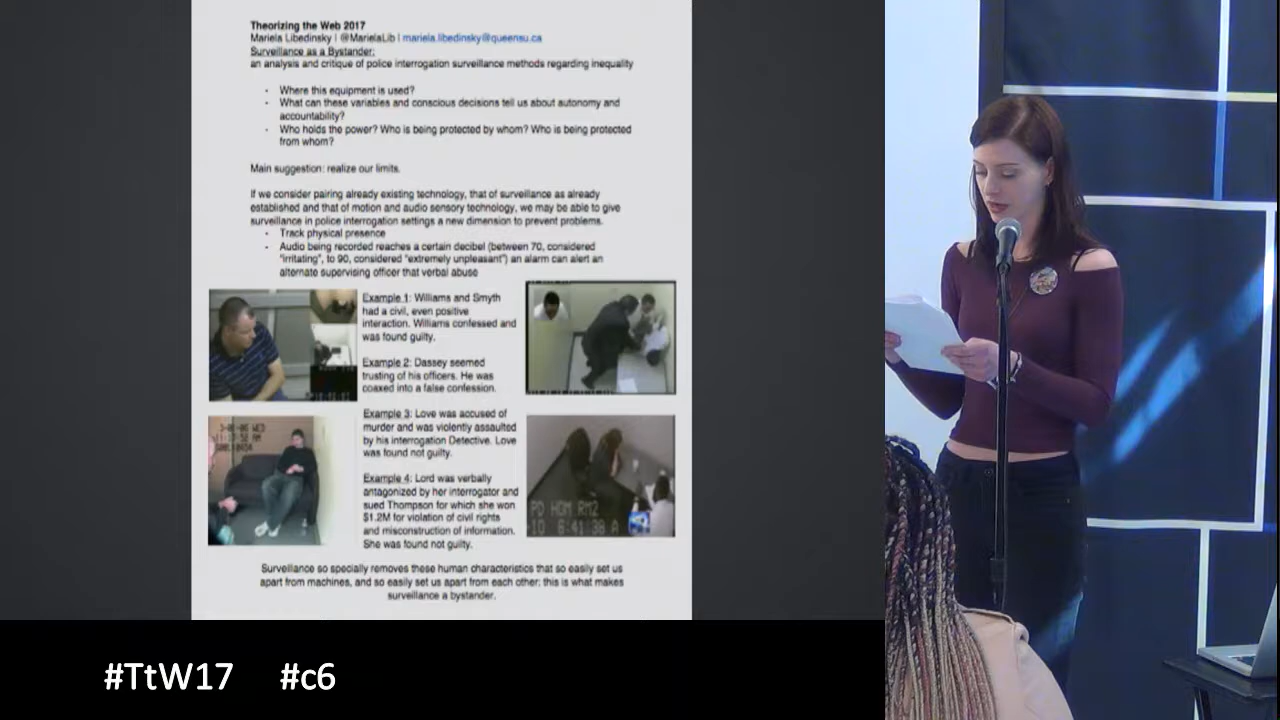 Theorizing the Web 2017
Mariela Libedinsky | @MarielaLib | mariela.libedinsky@queensu.ca
Surveillance as a Bystander:
an analysis and critique of police interrogation surveillance methods regarding inequality
- Where this equipment is used?
- What can these variables and conscious decisions tell us about autonomy and
accountability?
- Who holds the power? Who is being protected by whom? Who is being protected
from whom?
Main suggestion: realize our limits.
If we consider pairing already existing technology, that of surveillance as already
established and that of motion and audio sensory technology, we may be able to give
surveillance in police interrogation settings a new dimension to prevent problems.
- Track physical presence
- Audio being recorded reaches a certain decibel (between 70, considered
"irritating", to 90, considered "extremely unpleasant") an alarm can alert an
alternate supervising officer that verbal abuse
Example 1: Williams and Smyth
had a civil, even positive
interaction. Williams confessed and
was found guilty.
Example 2: Dassey seemed
trusting of his officers. He was
coaxed into a false confession.
Example 3: Love was accused of
murder and was violently assaulted
by his interrogation Detective. Love
was found not guilty.
Example 4: Lord was verbally
antagonized by her interrogator and
sued Thompson for which she won
$1.2M for violation of civil rights
and misconstruction of information.
She was found not guilty.
PD HOM RM2
Surveillance so specially removes these human characteristics that so easily set us
apart from machines, and so easily set us apart from each other; this is what makes
surveillance a bystander.
#TtW17 #c6